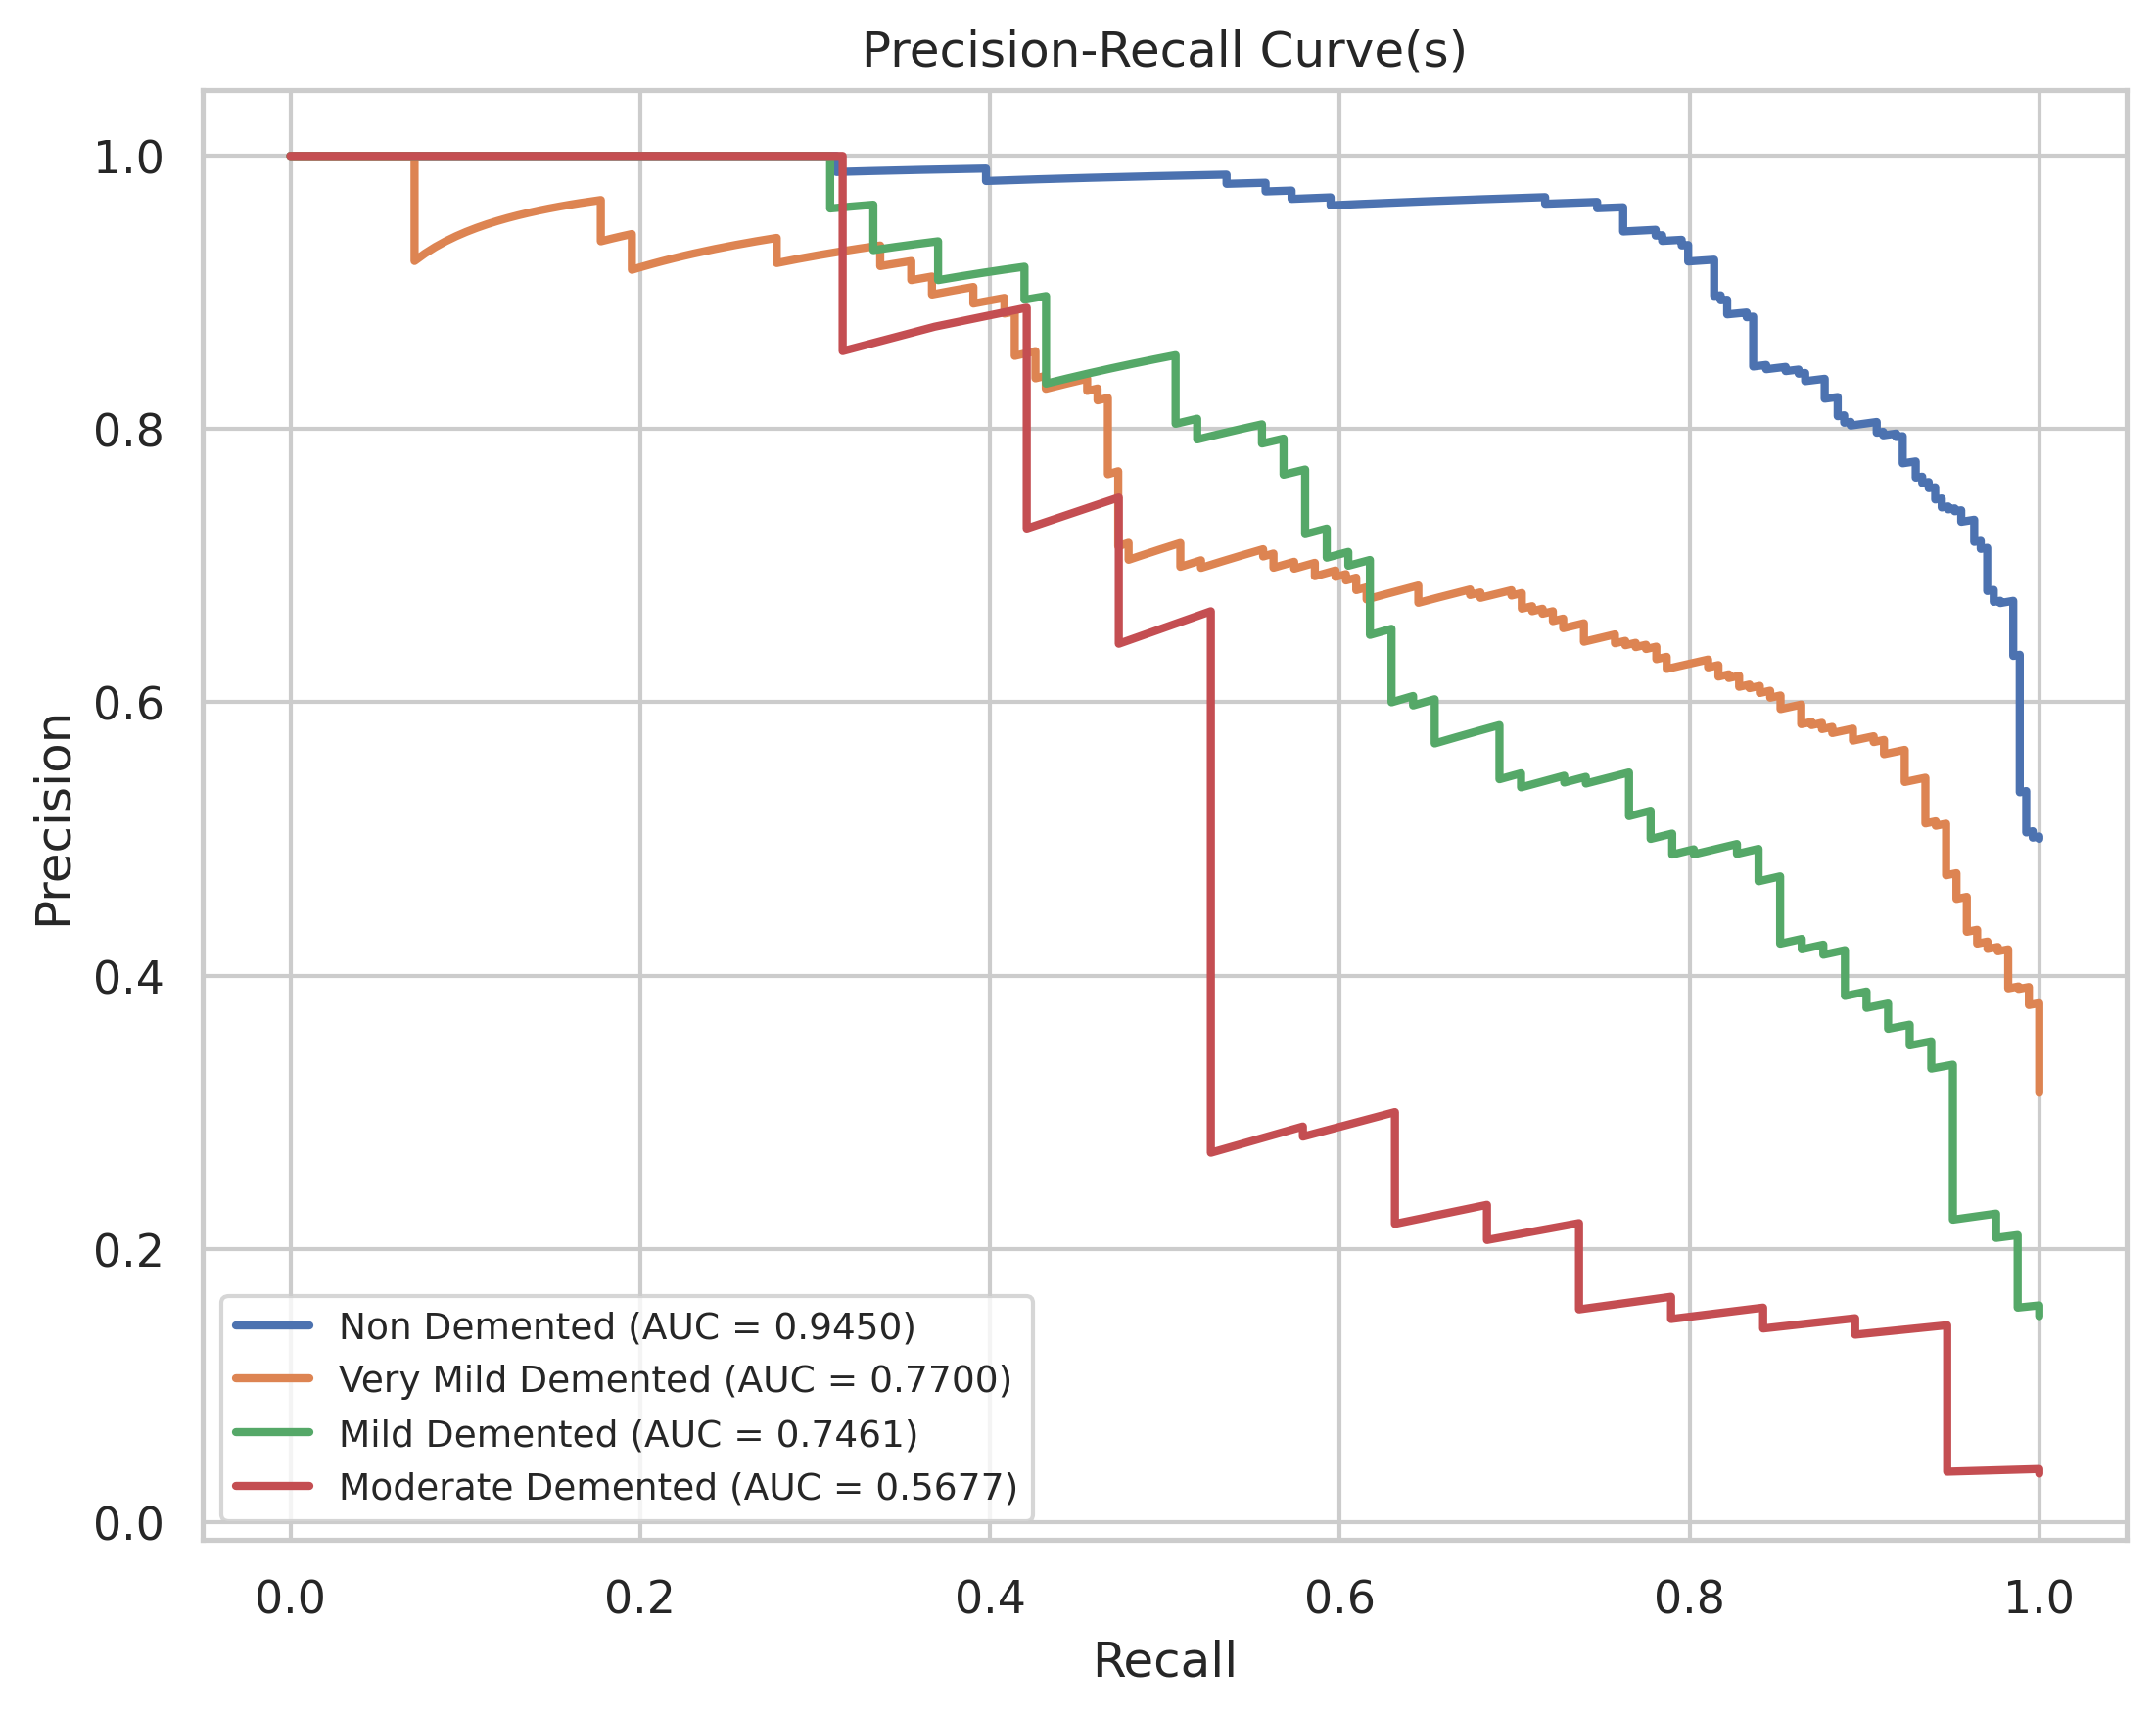 Precision-Recall Curve(s)
1.0
0.8
0.6
0.4
0.2
0.0
Precision
Non Demented (AUC = 0.9450)
Very Mild Demented (AUC = 0.7700)
Mild Demented (AUC = 0.7461)
Moderate Demented (AUC = 0.5677)
0.0 0.2 0.4 0.6 0.8 1.0
Recall